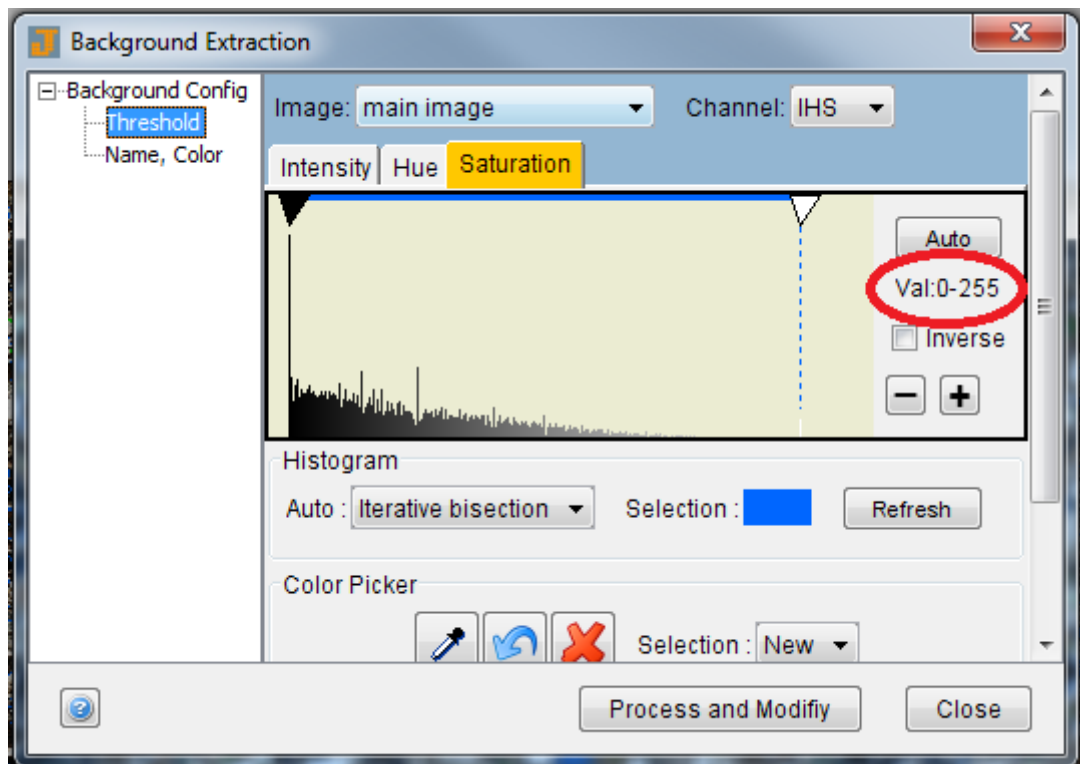 Background Extraction
Background Config
Threshold
Name, Color
Image: main image Channel: IHS
Intensity Hue Saturation
Auto
Val:0-255
Inverse
Histogram
Auto : Iterative bisection Selection : Refresh
Color Picker
Selection : New
Process and Modifiy Close